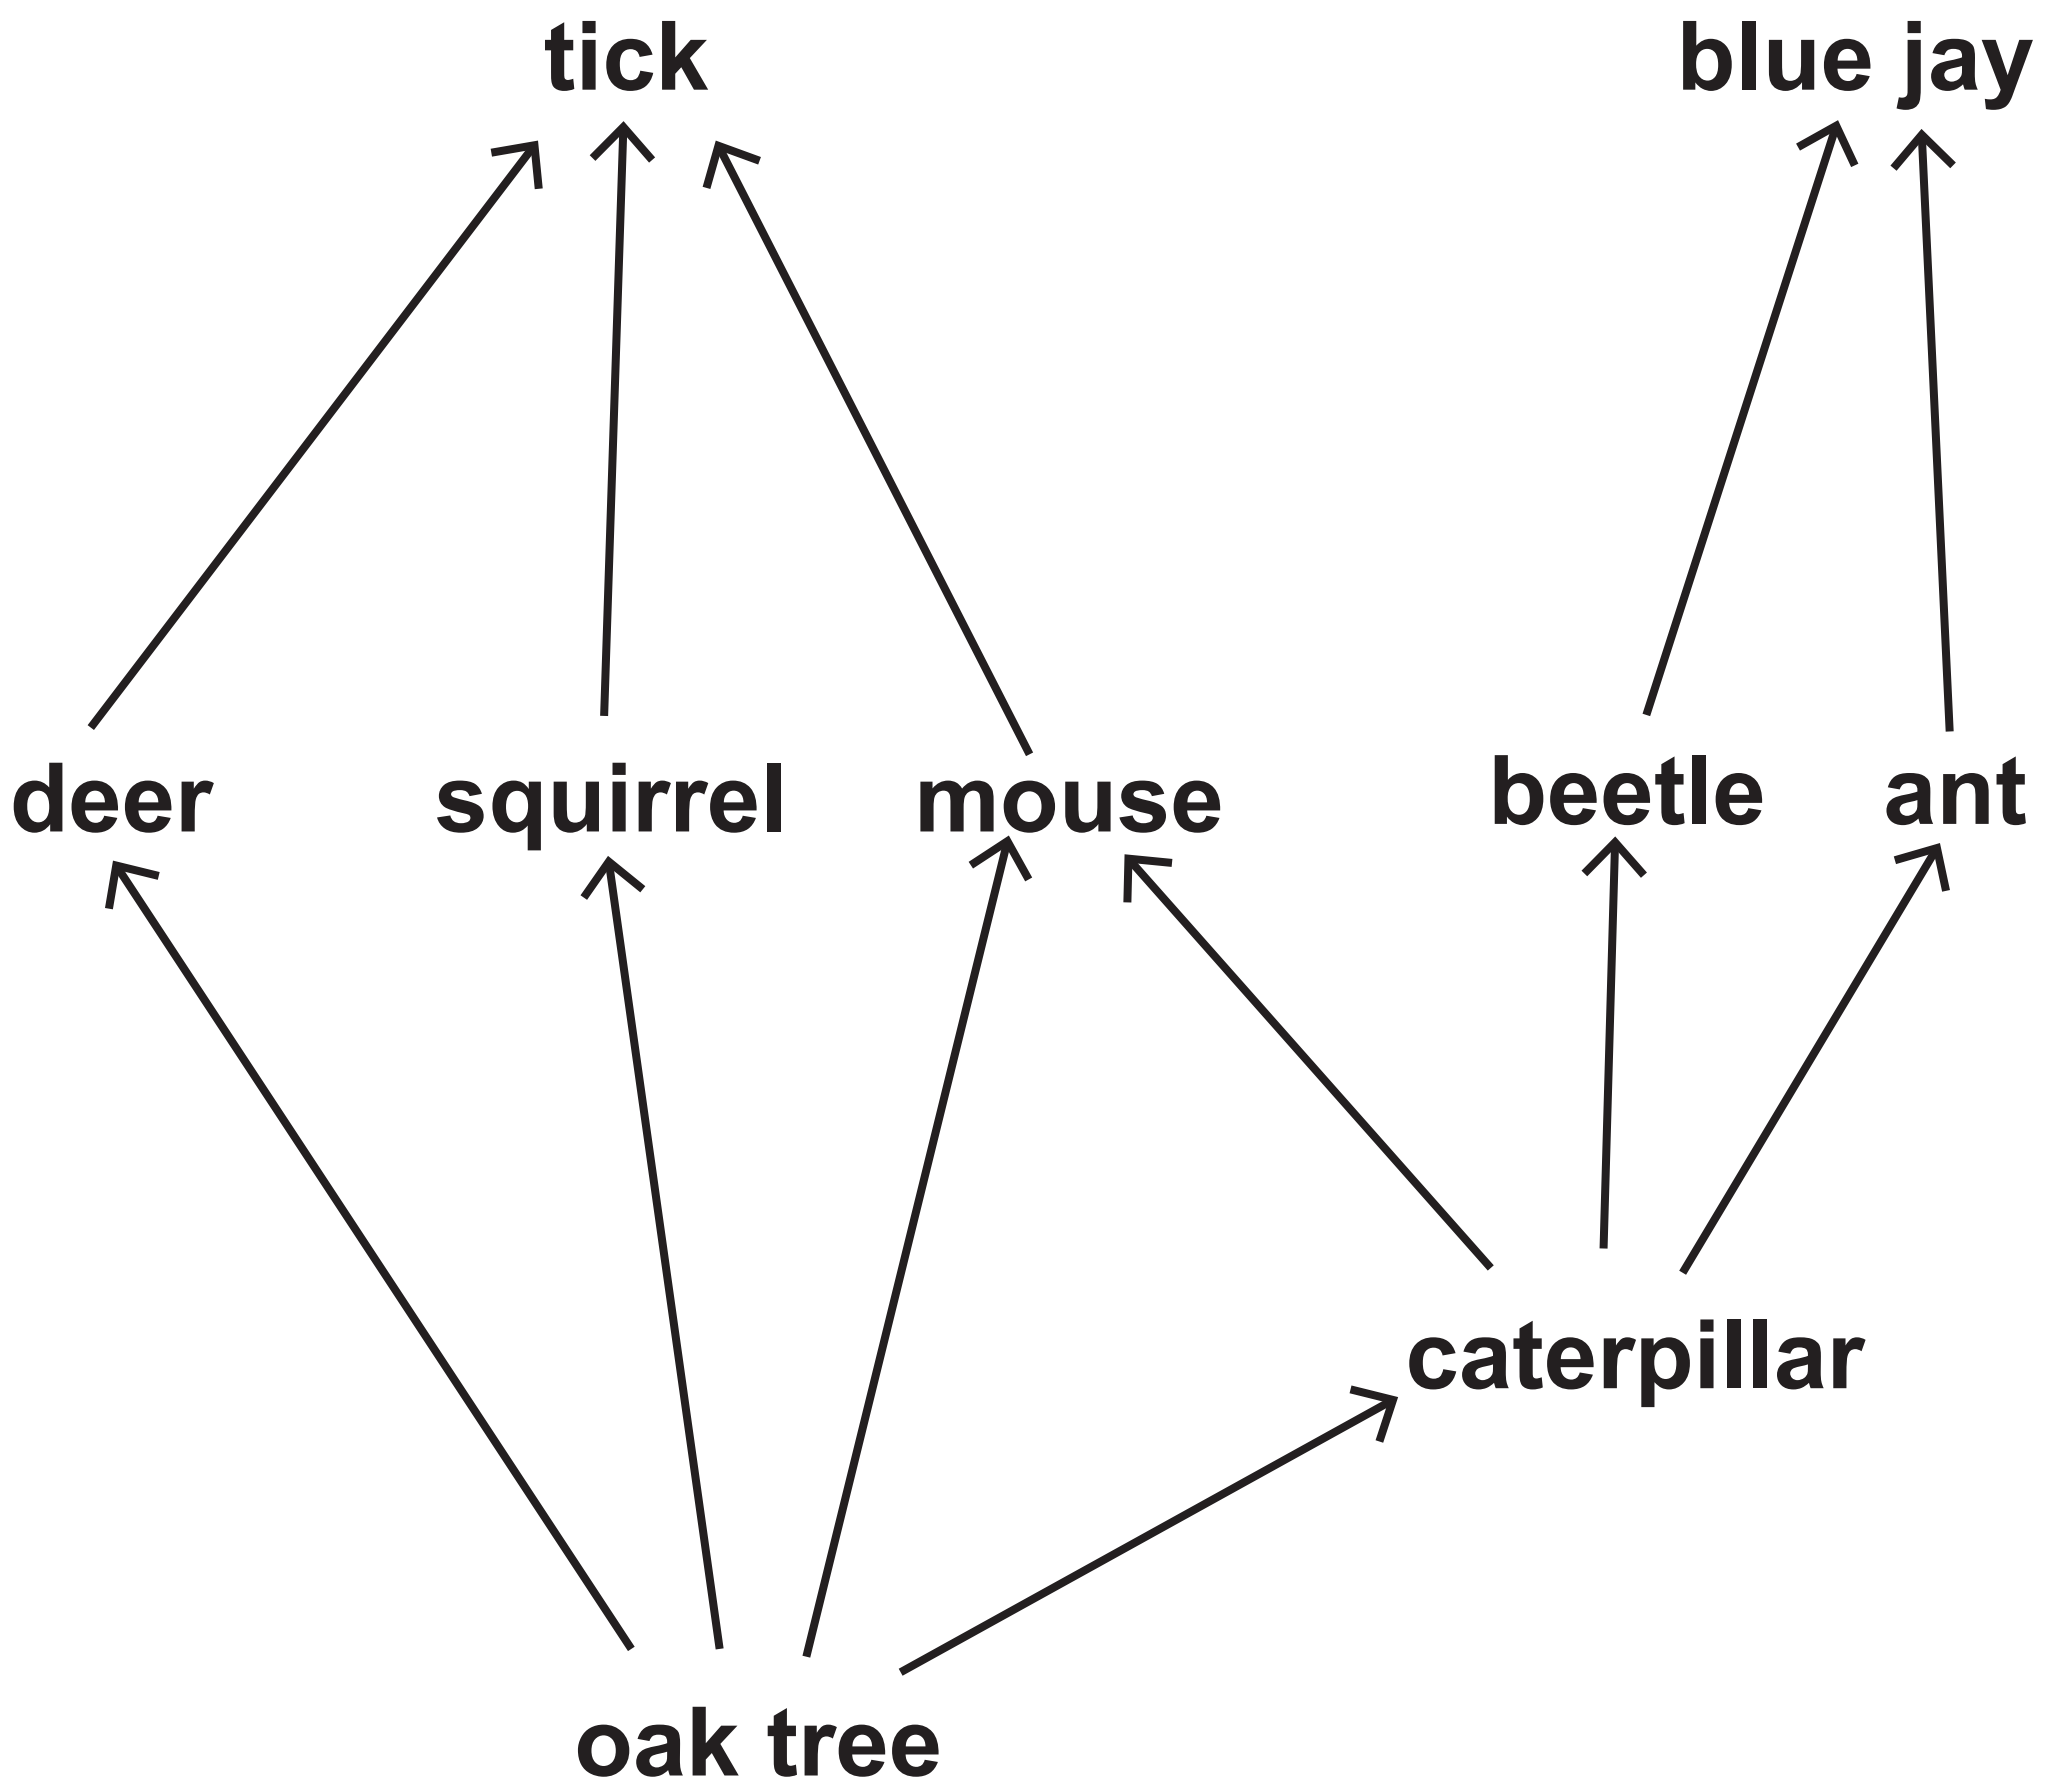 tick
blue jay
deer
squirrel
mouse
beetle
ant
caterpillar
oak tree